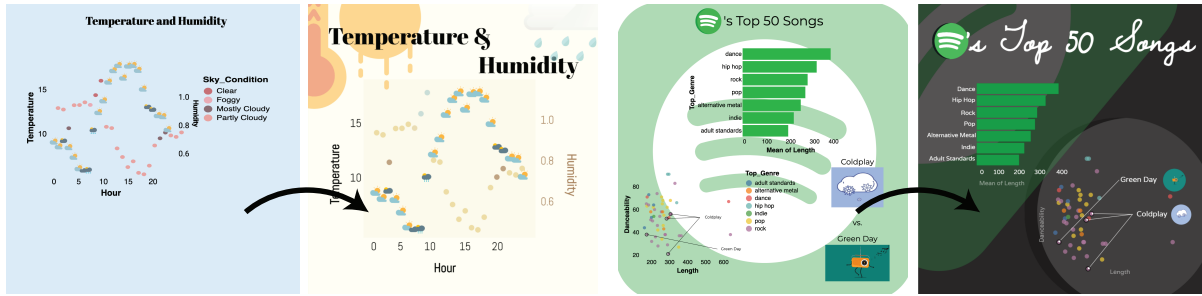 Temperature and Humidity
Sky_Condition
Clear
Foggy
Mostly Cloudy
Partly Cloudy
15
10
Temperature
1.0
0.8
0.6
Humidity
0 5 10 15 20
Hour
Temperature &
Humidity
15
10
Temperature
1.0
0.8
0.6
Humidity
0 5 10 15 20
Hour
's Top 50 Songs
Top_Genre
dance
hip hop
rock
pop
alternative metal
indie
adult standards
0 100 200 300 400
Mean of Length
Coldplay
vs.
Green Day
Top_Genre
adult standards
alternative metal
dance
hip hop
indie
pop
rock
Danceability
80
60
40
20
Coldplay
Green Day
200 300 400 500 600
Length
's Top 50 Songs
Dance
Hip Hop
Rock
Pop
Alternative Metal
Indie
Adult Standards
0 100 200 300 400
Mean of Length
Green Day
Coldplay
Danceability
Length